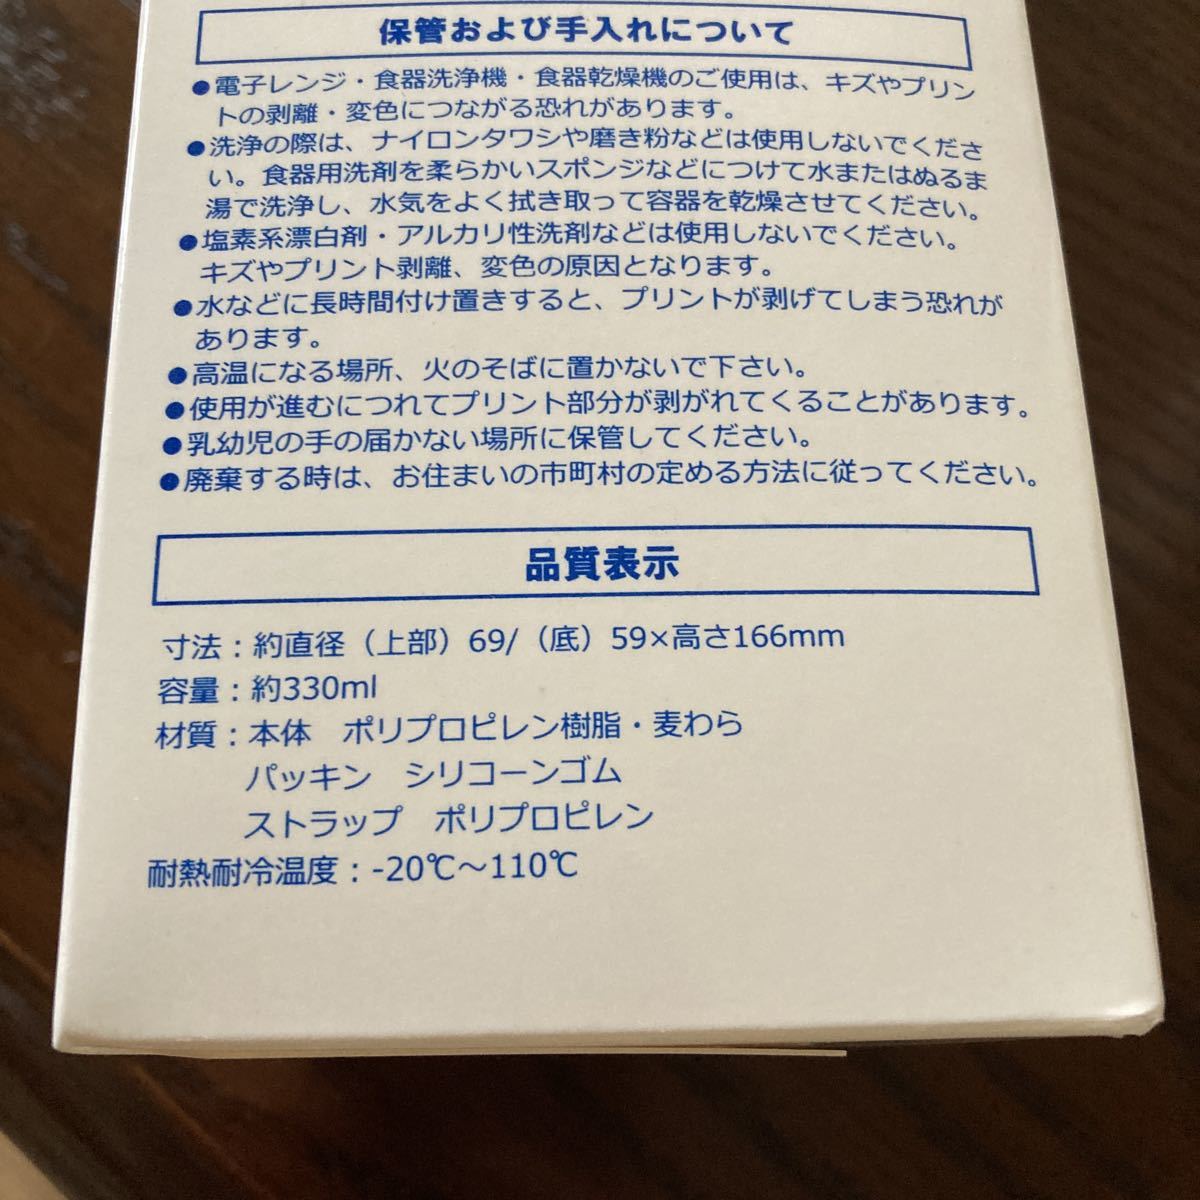 保管および手入れについて
●電子レンジ・食器洗浄機・食器乾燥機のご使用は、キズやプリン
トの剥離・変色につながる恐れがあります。
●洗浄の際は、ナイロンタワシや磨き粉などは使用しないでくださ
い。食器用洗剤を柔らかいスポンジなどにつけて水またはぬるま
湯で洗浄し、水気をよく拭き取って容器を乾燥させてください。
●塩素系漂白剤・アルカリ性洗剤などは使用しないでください。
キズやプリント剥離、変色の原因となります。
●水などに長時間付け置きすると、プリントが剥げてしまう恐れが
あります。
●高温になる場所、火のそばに置かないで下さい。
●使用が進むにつれてプリント部分が剥がれてくることがあります。
●乳幼児の手の届かない場所に保管してください。
●廃棄する時は、お住まいの市町村の定める方法に従ってください。
品質表示
寸法：約直径（上部）69/（底）59×高さ166mm
容量：約330ml
材質：本体　ポリプロピレン樹脂・麦わら
パッキン　シリコーンゴム
ストラップ　ポリプロピレン
耐熱耐冷温度：-20℃～110℃